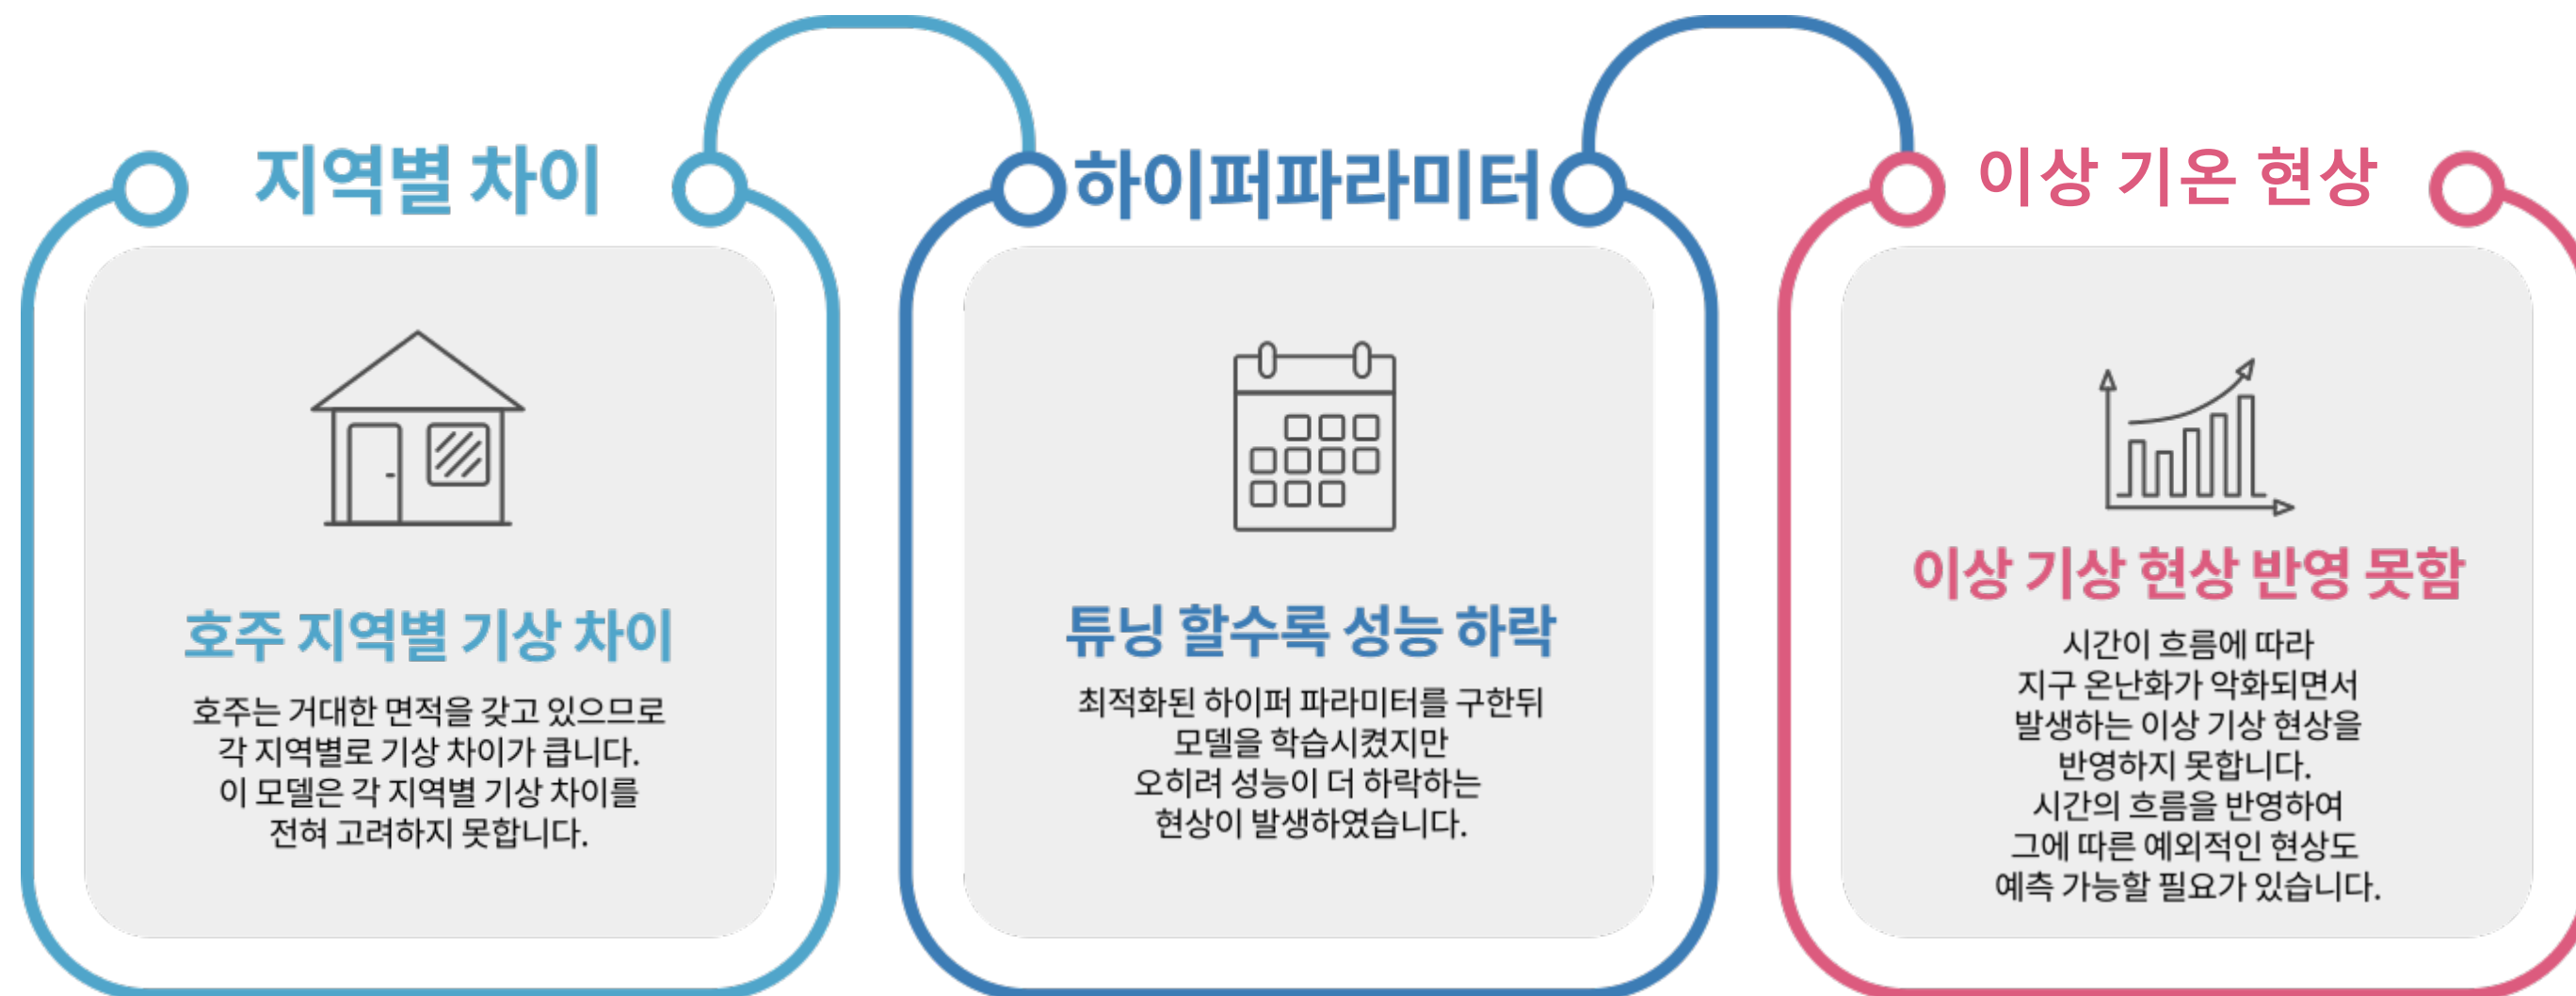 지역별 차이
호주 지역별 기상 차이
호주는 거대한 면적을 갖고 있으므로
각 지역별로 기상 차이가 큽니다.
이 모델은 각 지역별 기상 차이를
전혀 고려하지 못합니다.
하이퍼파라미터
튜닝 할수록 성능 하락
최적화된 하이퍼 파라미터를 구한뒤
모델을 학습시켰지만
오히려 성능이 더 하락하는
현상이 발생하였습니다.
이상 기온 현상
이상 기상 현상 반영 못함
시간이 흐름에 따라
지구 온난화가 악화되면서
발생하는 이상 기상 현상을
반영하지 못합니다.
시간의 흐름을 반영하여
그에 따른 예외적인 현상도
예측 가능할 필요가 있습니다.